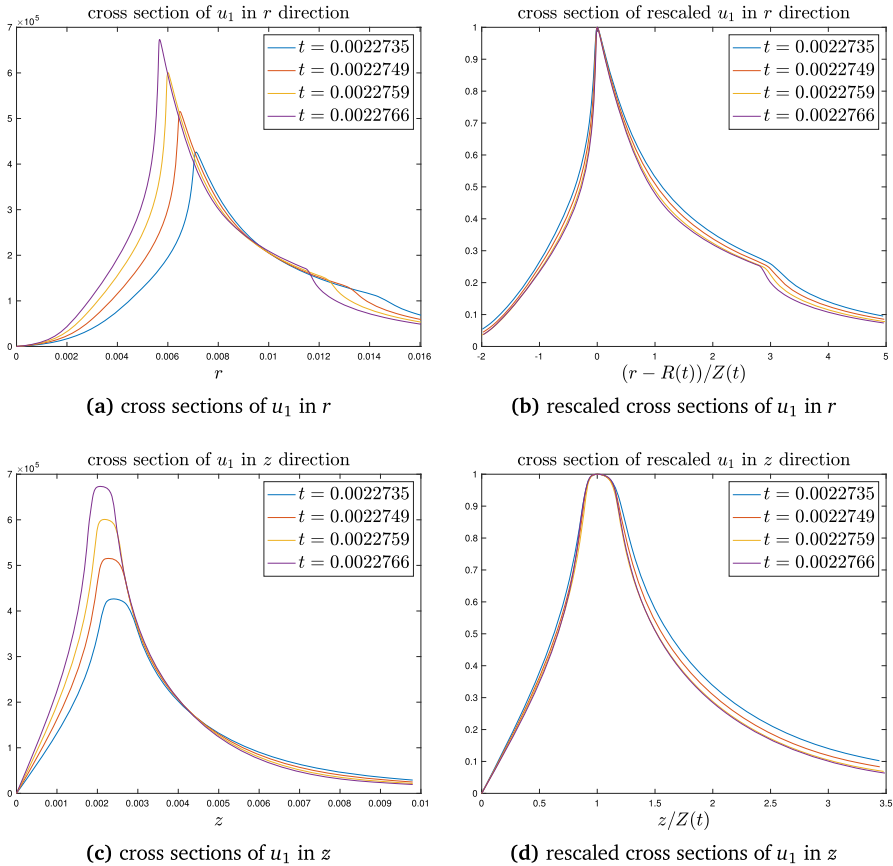 cross section of u₁ in r direction
×10⁵
7
6
5
4
3
2
1
0
0 0.002 0.004 0.006 0.008 0.01 0.012 0.014 0.016
r
t = 0.0022735
t = 0.0022749
t = 0.0022759
t = 0.0022766
(a) cross sections of u₁ in r
cross section of rescaled u₁ in r direction
1
0.9
0.8
0.7
0.6
0.5
0.4
0.3
0.2
0.1
0
-2 -1 0 1 2 3 4 5
(r − R(t))/Z(t)
t = 0.0022735
t = 0.0022749
t = 0.0022759
t = 0.0022766
(b) rescaled cross sections of u₁ in r
cross section of u₁ in z direction
×10⁵
7
6
5
4
3
2
1
0
0 0.001 0.002 0.003 0.004 0.005 0.006 0.007 0.008 0.009 0.01
z
t = 0.0022735
t = 0.0022749
t = 0.0022759
t = 0.0022766
(c) cross sections of u₁ in z
cross section of rescaled u₁ in z direction
1
0.9
0.8
0.7
0.6
0.5
0.4
0.3
0.2
0.1
0
0 0.5 1 1.5 2 2.5 3 3.5
z/Z(t)
t = 0.0022735
t = 0.0022749
t = 0.0022759
t = 0.0022766
(d) rescaled cross sections of u₁ in z